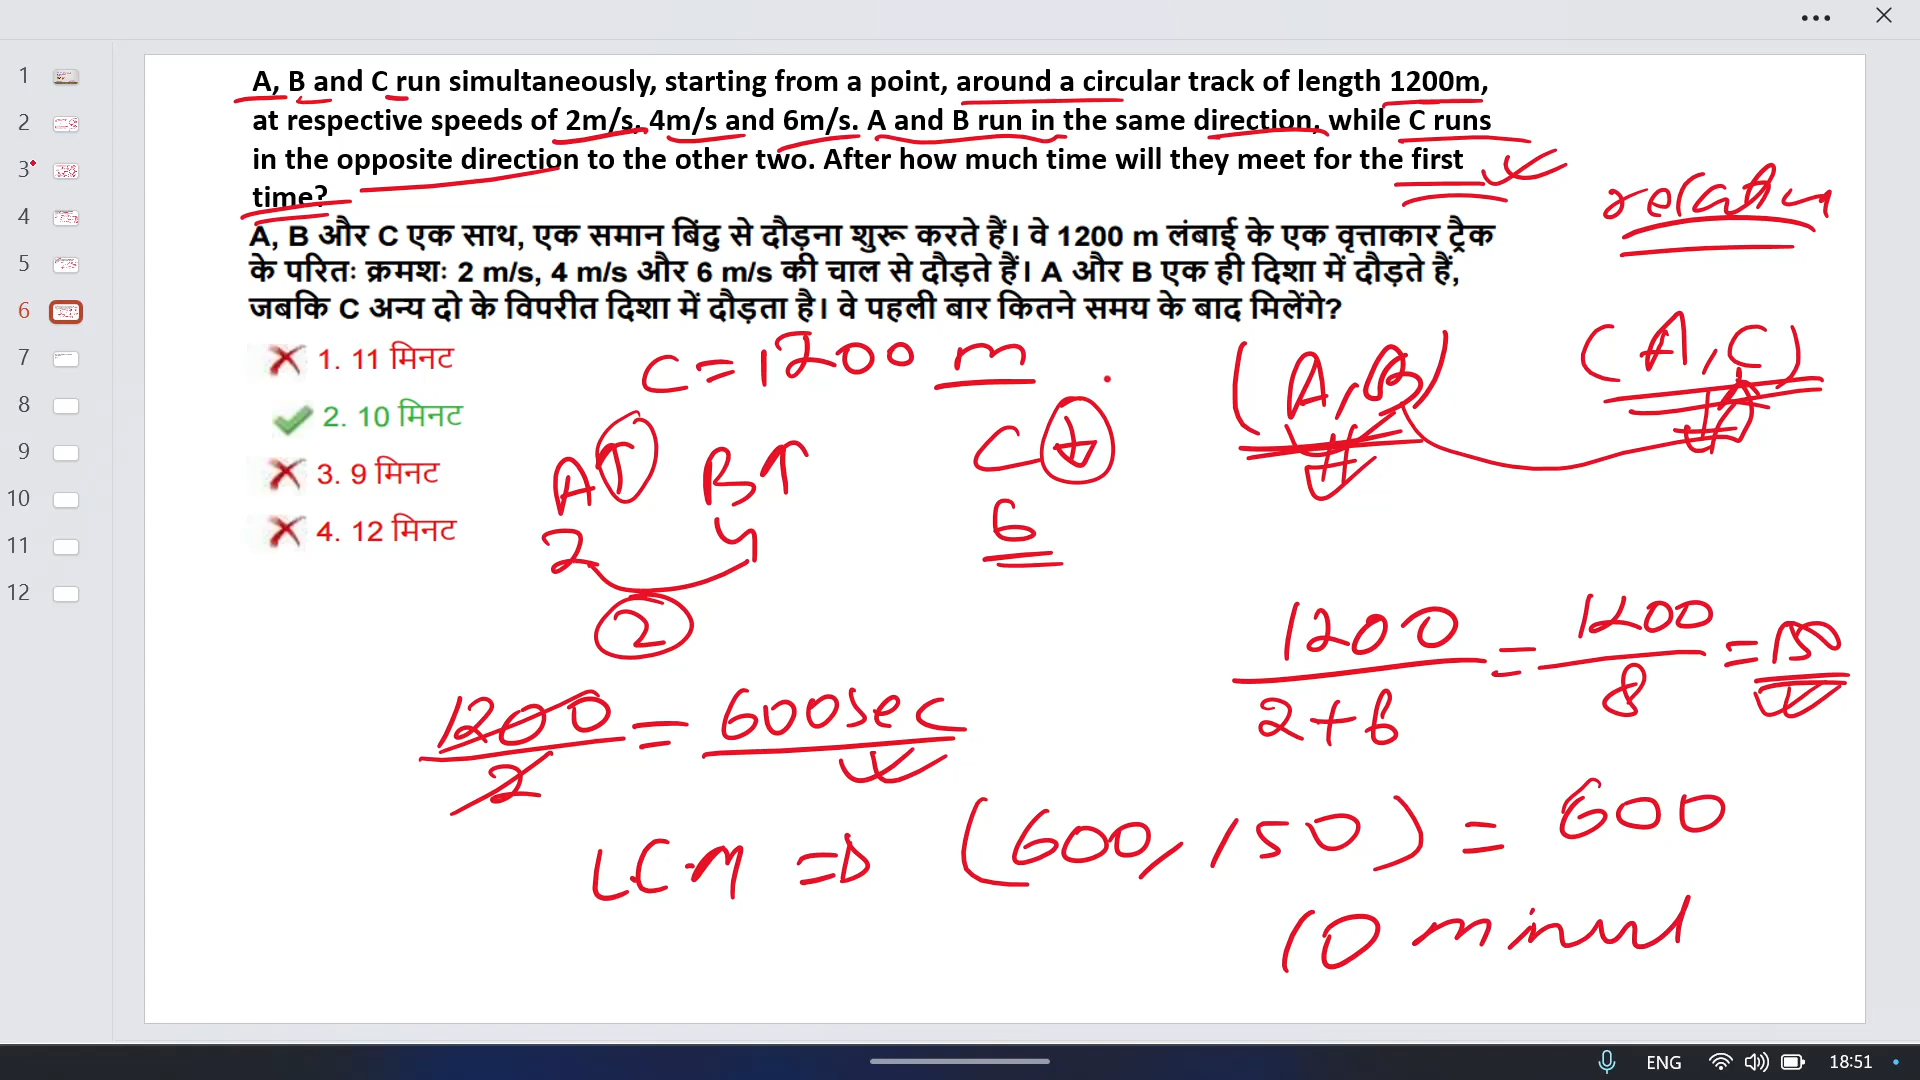 1
2
3
4
5
6
7
8
9
10
11
12
A, B and C run simultaneously, starting from a point, around a circular track of length 1200m,
at respective speeds of 2m/s, 4m/s and 6m/s. A and B run in the same direction, while C runs
in the opposite direction to the other two. After how much time will they meet for the first
time?
A, B और C एक साथ, एक समान बिंदु से दौड़ना शुरू करते हैं। वे 1200 m लंबाई के एक वृत्ताकार ट्रैक
के परितः क्रमशः 2 m/s, 4 m/s और 6 m/s की चाल से दौड़ते हैं। A और B एक ही दिशा में दौड़ते हैं,
जबकि C अन्य दो के विपरीत दिशा में दौड़ता है। वे पहली बार कितने समय के बाद मिलेंगे?
1. 11 मिनट
2. 10 मिनट
3. 9 मिनट
4. 12 मिनट
C = 1200 m
A↑ B↑ C↓
2 4 6
2
(A, B) (A, C)
1200/2 = 600 sec
1200/2+6 = 1200/8 = 150
LCM ⇒ (600, 150) = 600
ENG 18:51